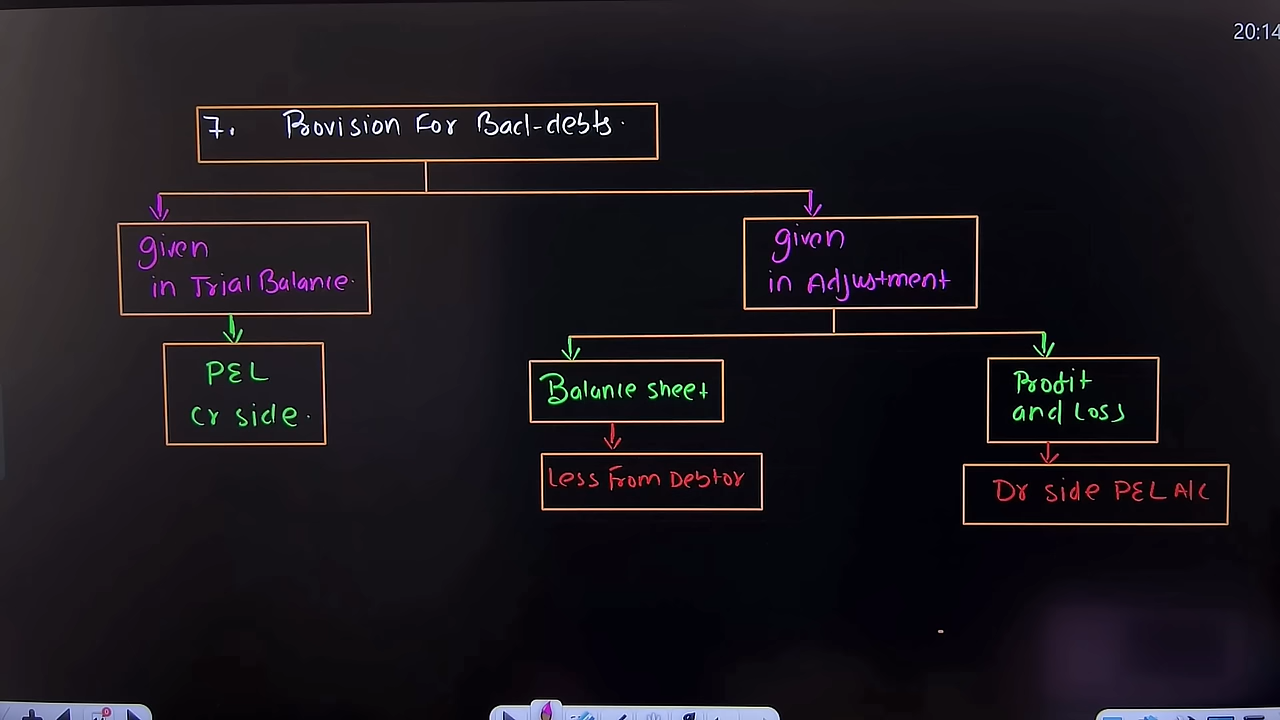 20:14
7. Provision For Bad-debts.
given
in Trial Balance.
given
in Adjustment
P&L
Cr side.
Balance sheet
Profit
and Loss
Less From Debtor
Dr side P&L A/C